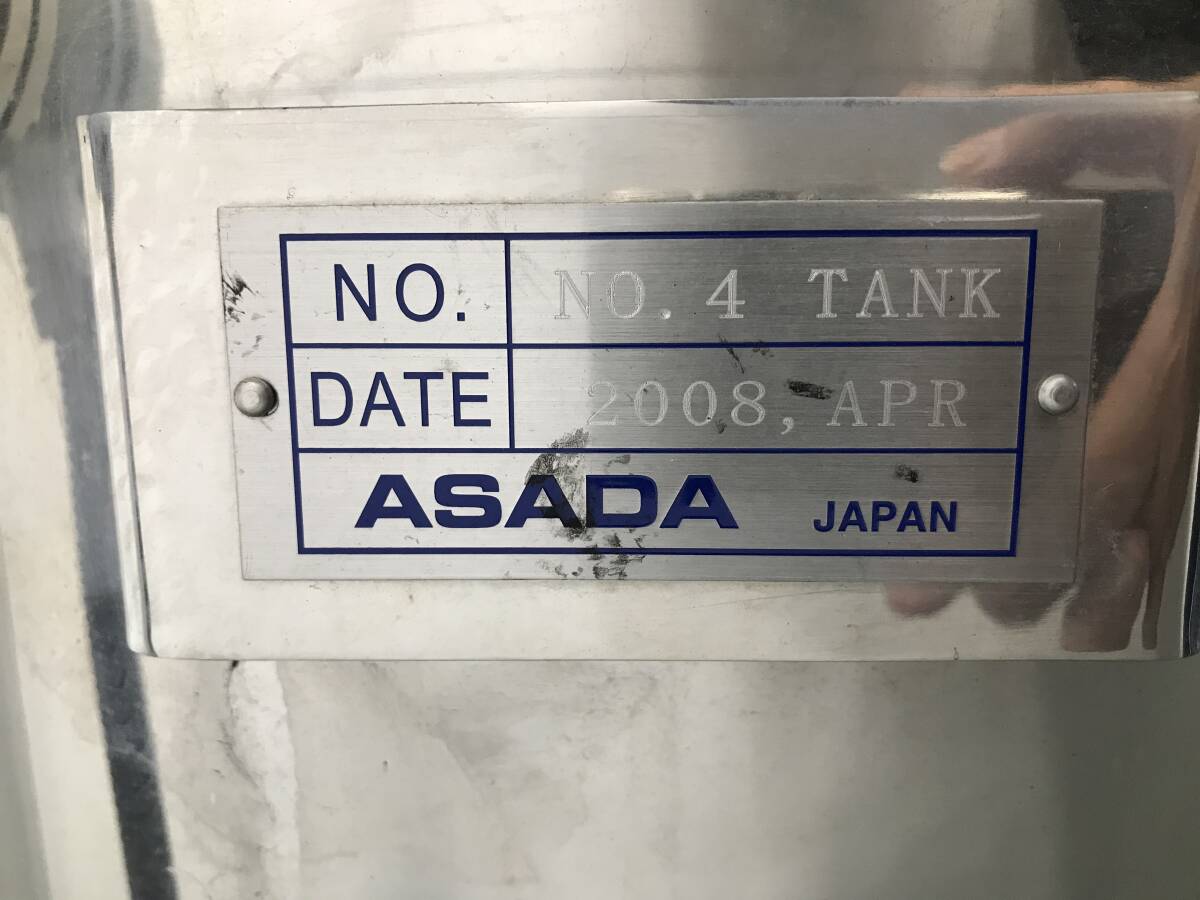 NO. NO. 4 TANK
DATE 2008, APR
ASADA JAPAN